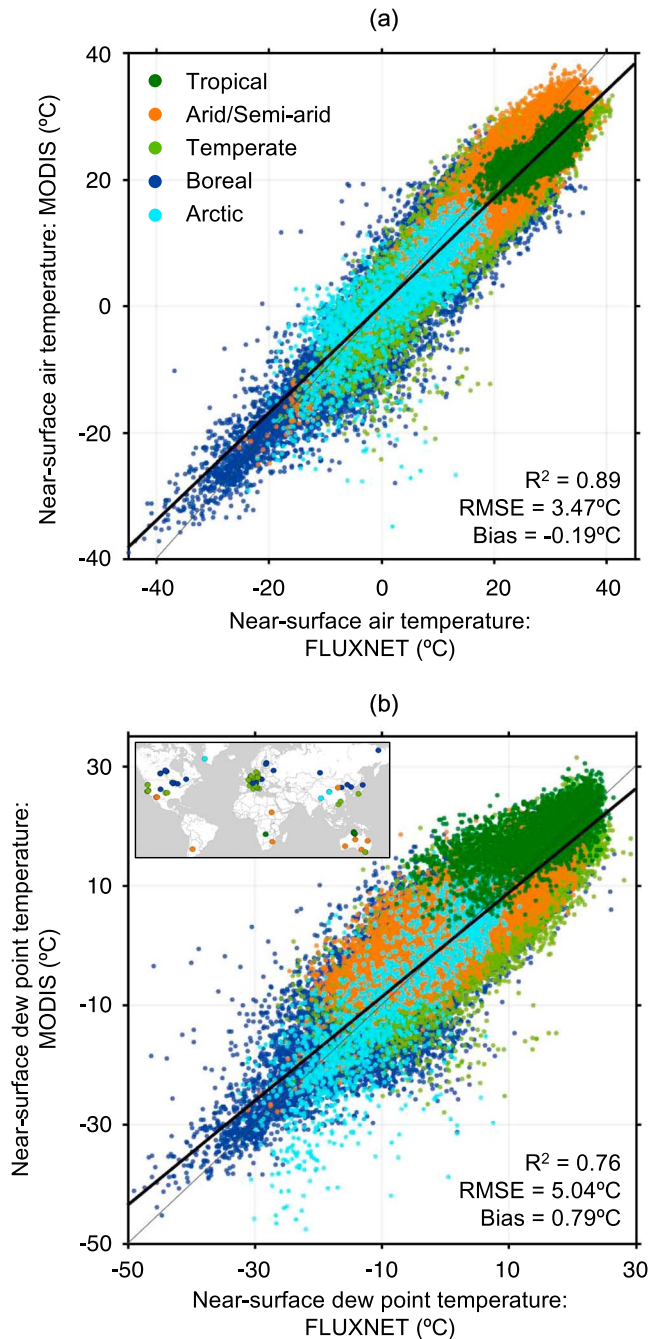 (a)
40
20
0
-20
-40
Near-surface air temperature: MODIS (ºC)
Tropical
Arid/Semi-arid
Temperate
Boreal
Arctic
R² = 0.89
RMSE = 3.47ºC
Bias = -0.19ºC
-40 -20 0 20 40
Near-surface air temperature:
FLUXNET (ºC)
(b)
30
10
-10
-30
-50
Near-surface dew point temperature:
MODIS (ºC)
R² = 0.76
RMSE = 5.04ºC
Bias = 0.79ºC
-50 -30 -10 10 30
Near-surface dew point temperature:
FLUXNET (ºC)